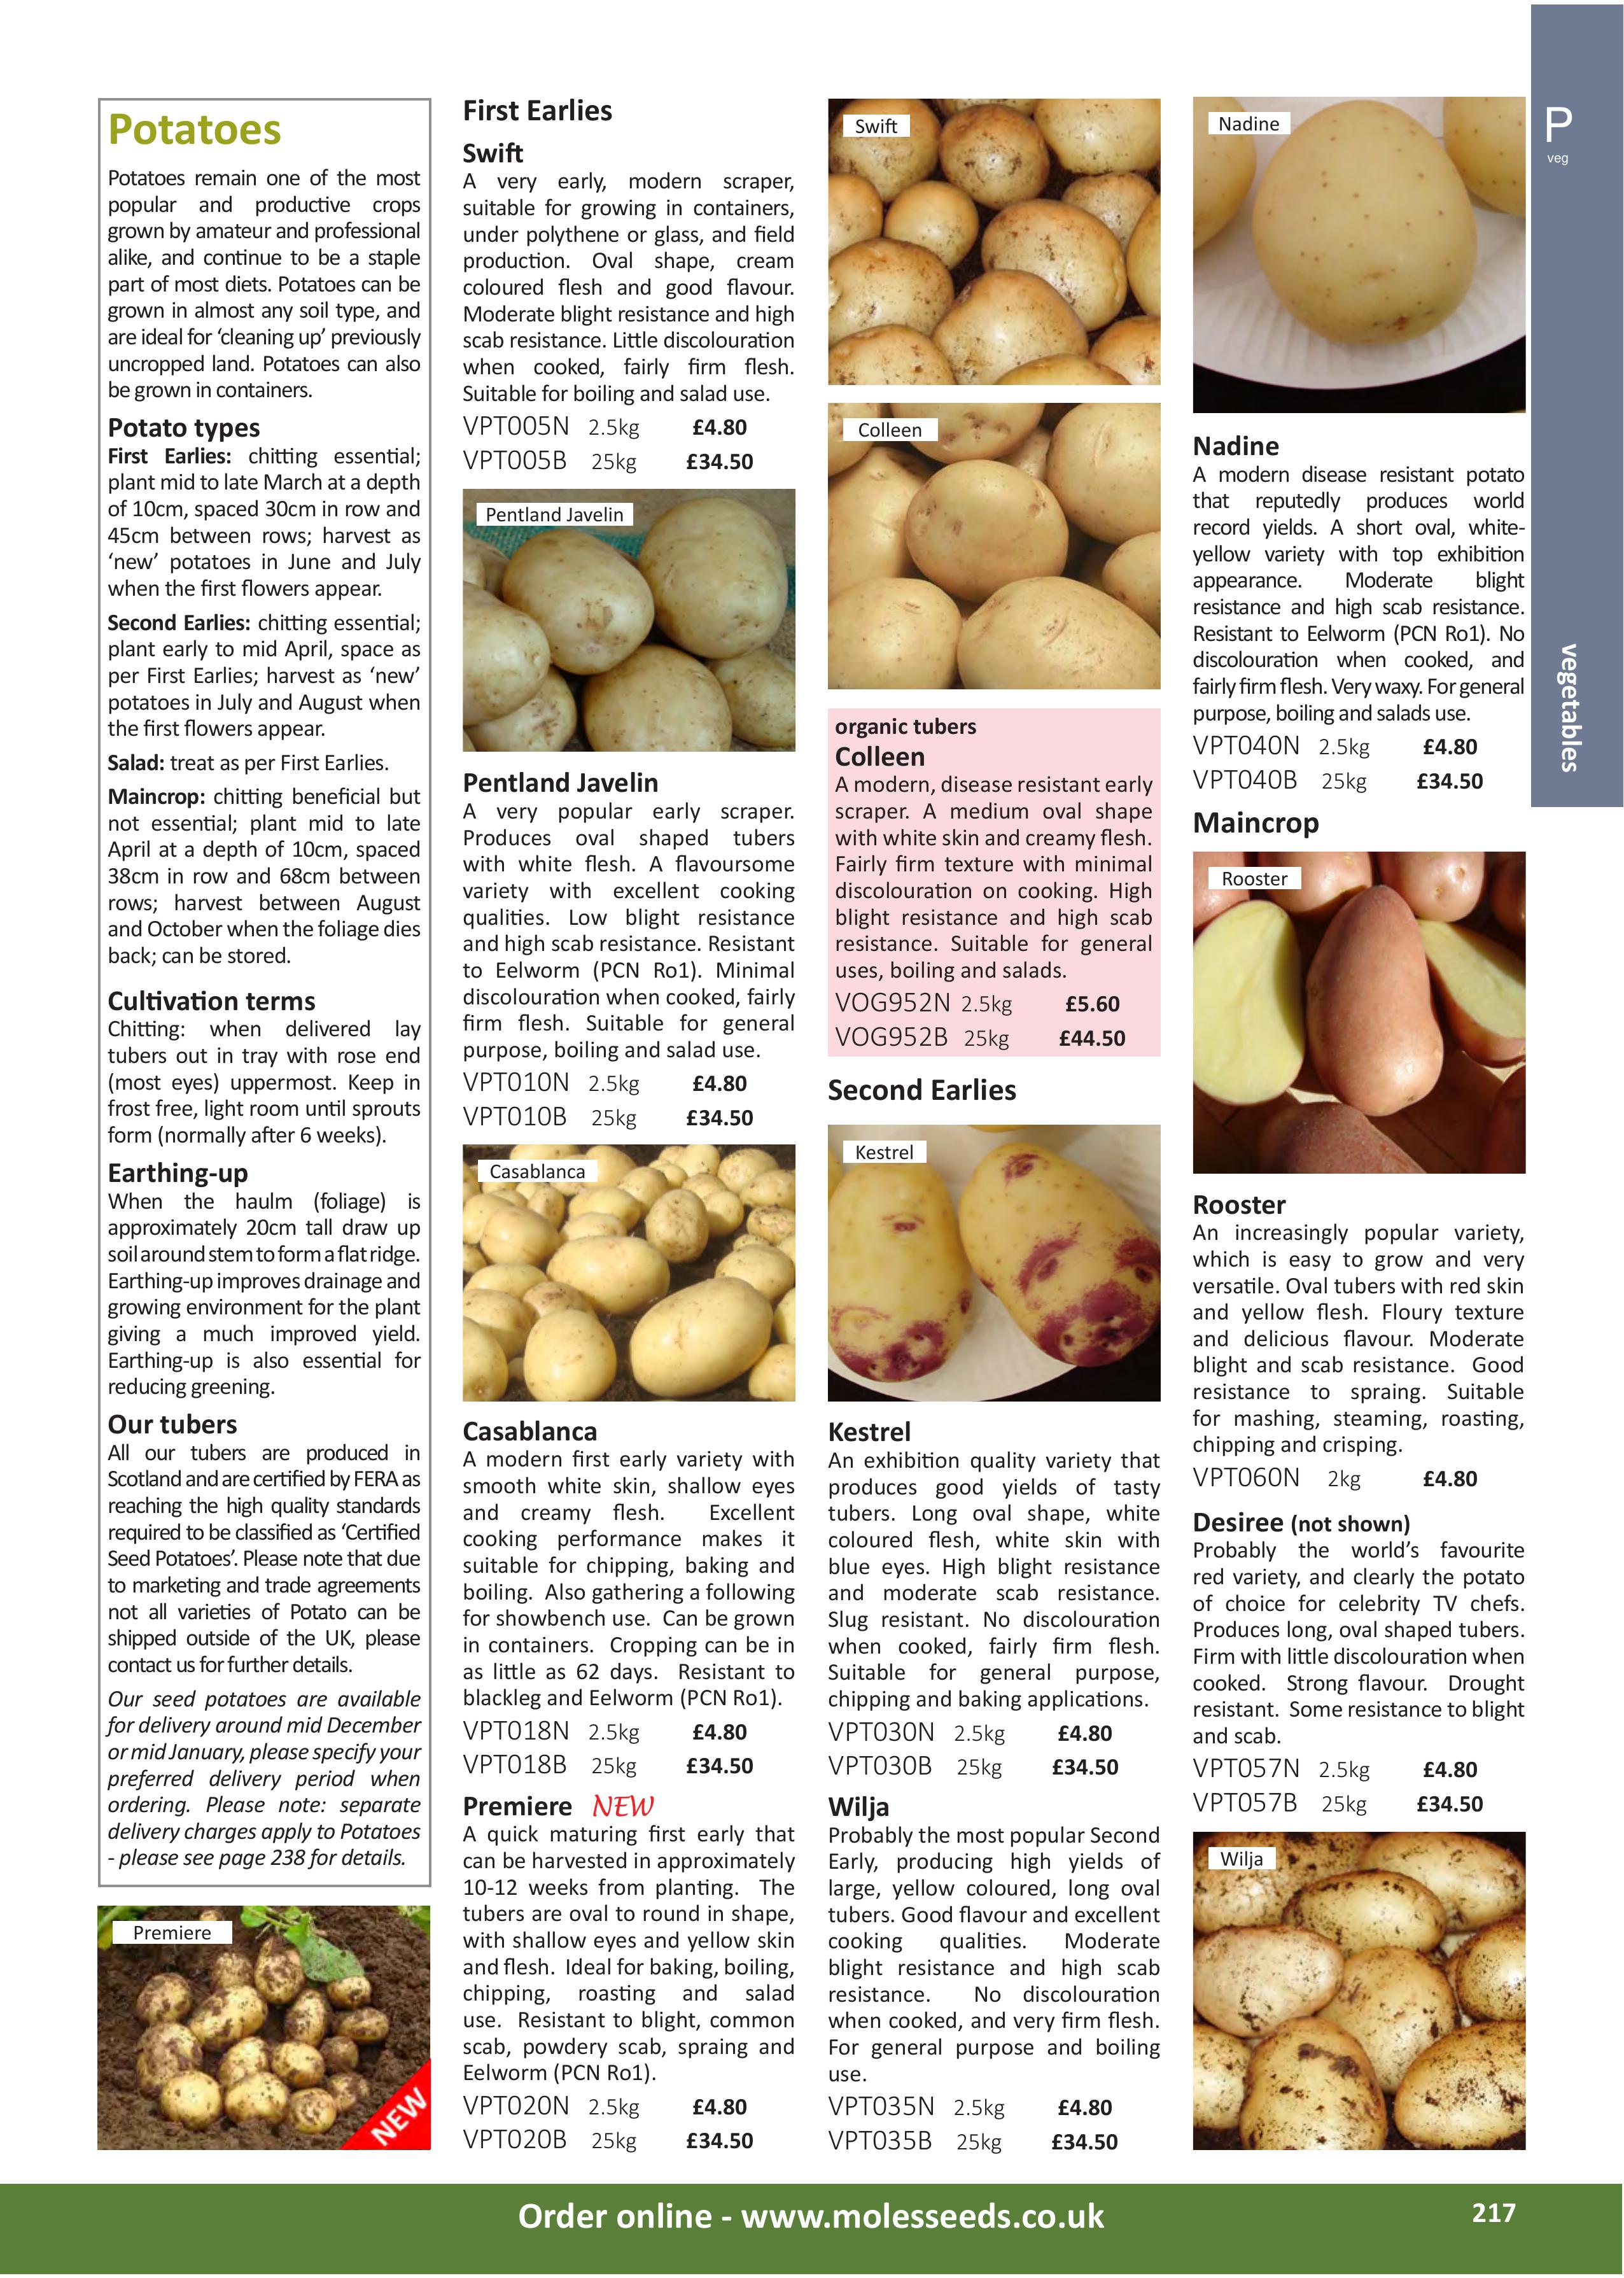 Potatoes
Potatoes remain one of the most
popular and productive crops
grown by amateur and professional
alike, and continue to be a staple
part of most diets. Potatoes can be
grown in almost any soil type, and
are ideal for ‘cleaning up’ previously
uncropped land. Potatoes can also
be grown in containers.
Potato types
First Earlies: chitting essential;
plant mid to late March at a depth
of 10cm, spaced 30cm in row and
45cm between rows; harvest as
‘new’ potatoes in June and July
when the first flowers appear.
Second Earlies: chitting essential;
plant early to mid April, space as
per First Earlies; harvest as ‘new’
potatoes in July and August when
the first flowers appear.
Salad: treat as per First Earlies.
Maincrop: chitting beneficial but
not essential; plant mid to late
April at a depth of 10cm, spaced
38cm in row and 68cm between
rows; harvest between August
and October when the foliage dies
back; can be stored.
Cultivation terms
Chitting: when delivered lay
tubers out in tray with rose end
(most eyes) uppermost. Keep in
frost free, light room until sprouts
form (normally after 6 weeks).
Earthing-up
When the haulm (foliage) is
approximately 20cm tall draw up
soil around stem to form a flat ridge.
Earthing-up improves drainage and
growing environment for the plant
giving a much improved yield.
Earthing-up is also essential for
reducing greening.
Our tubers
All our tubers are produced in
Scotland and are certified by FERA as
reaching the high quality standards
required to be classified as ‘Certified
Seed Potatoes’. Please note that due
to marketing and trade agreements
not all varieties of Potato can be
shipped outside of the UK, please
contact us for further details.
Our seed potatoes are available
for delivery around mid December
or mid January, please specify your
preferred delivery period when
ordering. Please note: separate
delivery charges apply to Potatoes
- please see page 238 for details.
Premiere
NEW
First Earlies
Swift
A very early, modern scraper,
suitable for growing in containers,
under polythene or glass, and field
production. Oval shape, cream
coloured flesh and good flavour.
Moderate blight resistance and high
scab resistance. Little discolouration
when cooked, fairly firm flesh.
Suitable for boiling and salad use.
VPT005N 2.5kg £4.80
VPT005B 25kg £34.50
Pentland Javelin
Pentland Javelin
A very popular early scraper.
Produces oval shaped tubers
with white flesh. A flavoursome
variety with excellent cooking
qualities. Low blight resistance
and high scab resistance. Resistant
to Eelworm (PCN Ro1). Minimal
discolouration when cooked, fairly
firm flesh. Suitable for general
purpose, boiling and salad use.
VPT010N 2.5kg £4.80
VPT010B 25kg £34.50
Casablanca
Casablanca
A modern first early variety with
smooth white skin, shallow eyes
and creamy flesh. Excellent
cooking performance makes it
suitable for chipping, baking and
boiling. Also gathering a following
for showbench use. Can be grown
in containers. Cropping can be in
as little as 62 days. Resistant to
blackleg and Eelworm (PCN Ro1).
VPT018N 2.5kg £4.80
VPT018B 25kg £34.50
Premiere NEW
A quick maturing first early that
can be harvested in approximately
10-12 weeks from planting. The
tubers are oval to round in shape,
with shallow eyes and yellow skin
and flesh. Ideal for baking, boiling,
chipping, roasting and salad
use. Resistant to blight, common
scab, powdery scab, spraing and
Eelworm (PCN Ro1).
VPT020N 2.5kg £4.80
VPT020B 25kg £34.50
Swift
Colleen
organic tubers
Colleen
A modern, disease resistant early
scraper. A medium oval shape
with white skin and creamy flesh.
Fairly firm texture with minimal
discolouration on cooking. High
blight resistance and high scab
resistance. Suitable for general
uses, boiling and salads.
VOG952N 2.5kg £5.60
VOG952B 25kg £44.50
Second Earlies
Kestrel
Kestrel
An exhibition quality variety that
produces good yields of tasty
tubers. Long oval shape, white
coloured flesh, white skin with
blue eyes. High blight resistance
and moderate scab resistance.
Slug resistant. No discolouration
when cooked, fairly firm flesh.
Suitable for general purpose,
chipping and baking applications.
VPT030N 2.5kg £4.80
VPT030B 25kg £34.50
Wilja
Probably the most popular Second
Early, producing high yields of
large, yellow coloured, long oval
tubers. Good flavour and excellent
cooking qualities. Moderate
blight resistance and high scab
resistance. No discolouration
when cooked, and very firm flesh.
For general purpose and boiling
use.
VPT035N 2.5kg £4.80
VPT035B 25kg £34.50
Nadine
Nadine
A modern disease resistant potato
that reputedly produces world
record yields. A short oval, white-
yellow variety with top exhibition
appearance. Moderate blight
resistance and high scab resistance.
Resistant to Eelworm (PCN Ro1). No
discolouration when cooked, and
fairly firm flesh. Very waxy. For general
purpose, boiling and salads use.
VPT040N 2.5kg £4.80
VPT040B 25kg £34.50
Maincrop
Rooster
Rooster
An increasingly popular variety,
which is easy to grow and very
versatile. Oval tubers with red skin
and yellow flesh. Floury texture
and delicious flavour. Moderate
blight and scab resistance. Good
resistance to spraing. Suitable
for mashing, steaming, roasting,
chipping and crisping.
VPT060N 2kg £4.80
Desiree (not shown)
Probably the world’s favourite
red variety, and clearly the potato
of choice for celebrity TV chefs.
Produces long, oval shaped tubers.
Firm with little discolouration when
cooked. Strong flavour. Drought
resistant. Some resistance to blight
and scab.
VPT057N 2.5kg £4.80
VPT057B 25kg £34.50
Wilja
P
veg
vegetables
Order online - www.molesseeds.co.uk
217